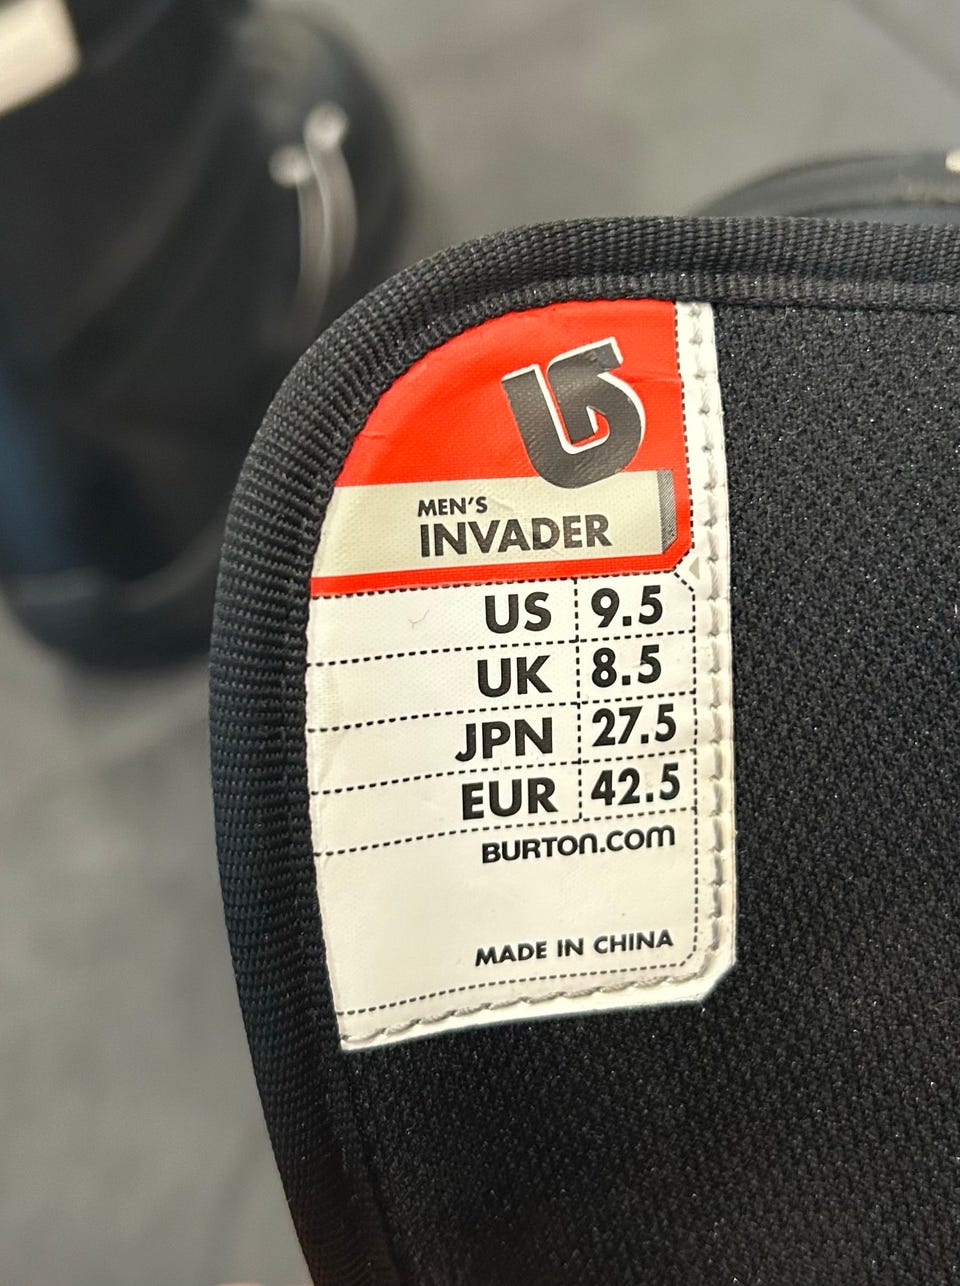 MEN'S
INVADER
US 9.5
UK 8.5
JPN 27.5
EUR 42.5
BURTON.COM
MADE IN CHINA